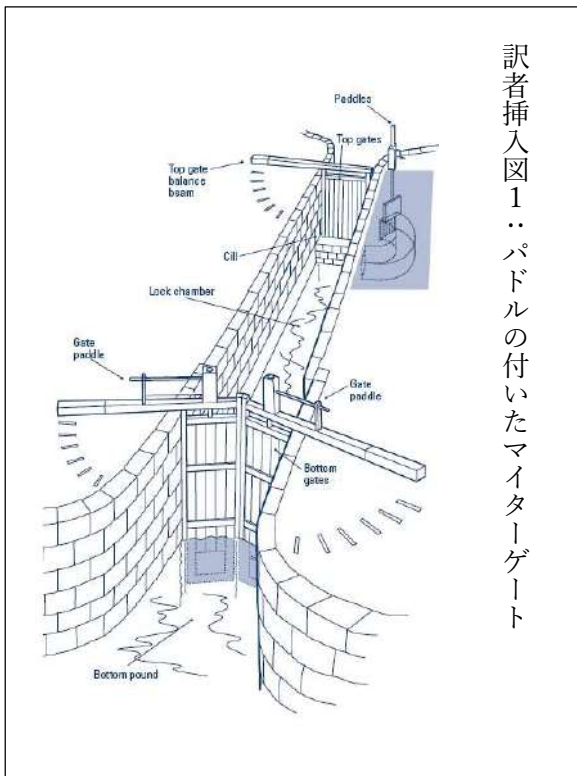 訳者挿入図1：パドルの付いたマイターゲート
Paddles
Top gates
Top gate
balance
beam
Cill
Lock chamber
Gate
paddle
Gate
paddle
Bottom
gates
Bottom pound